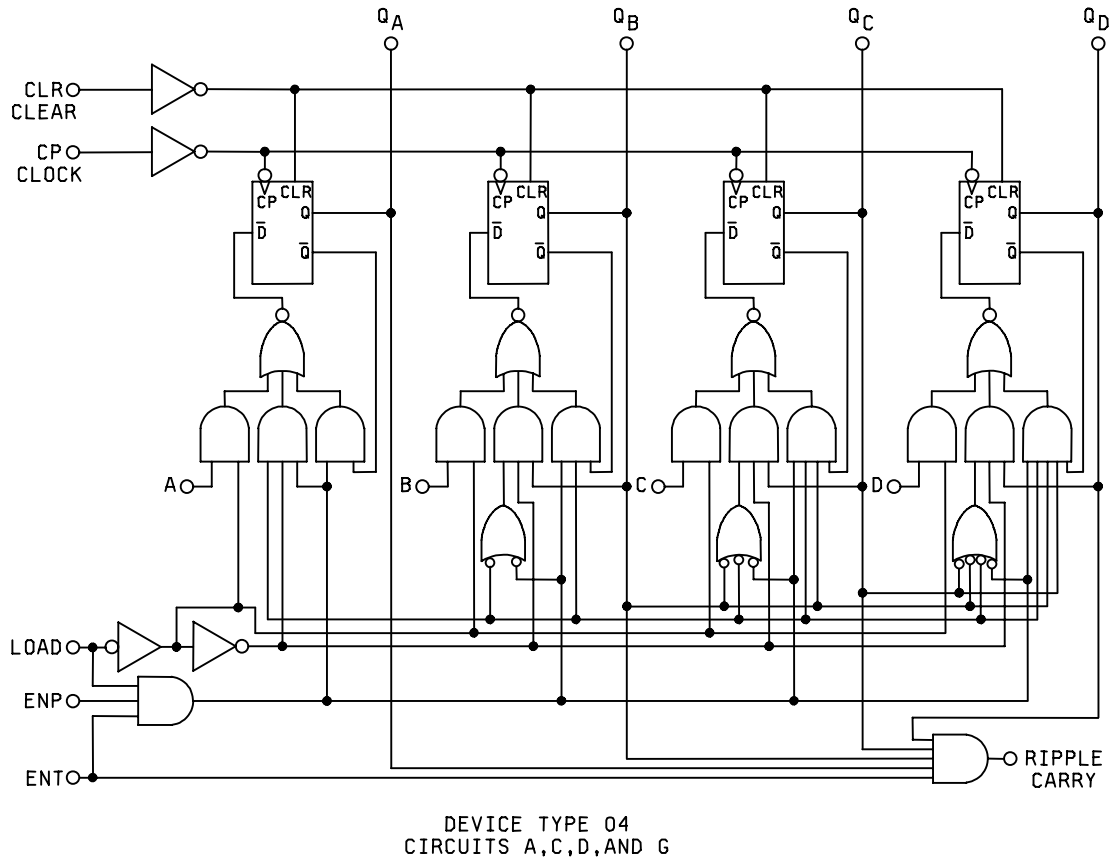 QA QB QC QD
CLR
CLEAR
CP
CLOCK
CP CLR CP CLR CP CLR CP CLR
Q Q Q Q
D̅ D̅ D̅ D̅
Q̅ Q̅ Q̅ Q̅
A B C D
LOAD
ENP
ENT
RIPPLE
CARRY
DEVICE TYPE 04
CIRCUITS A,C,D,AND G